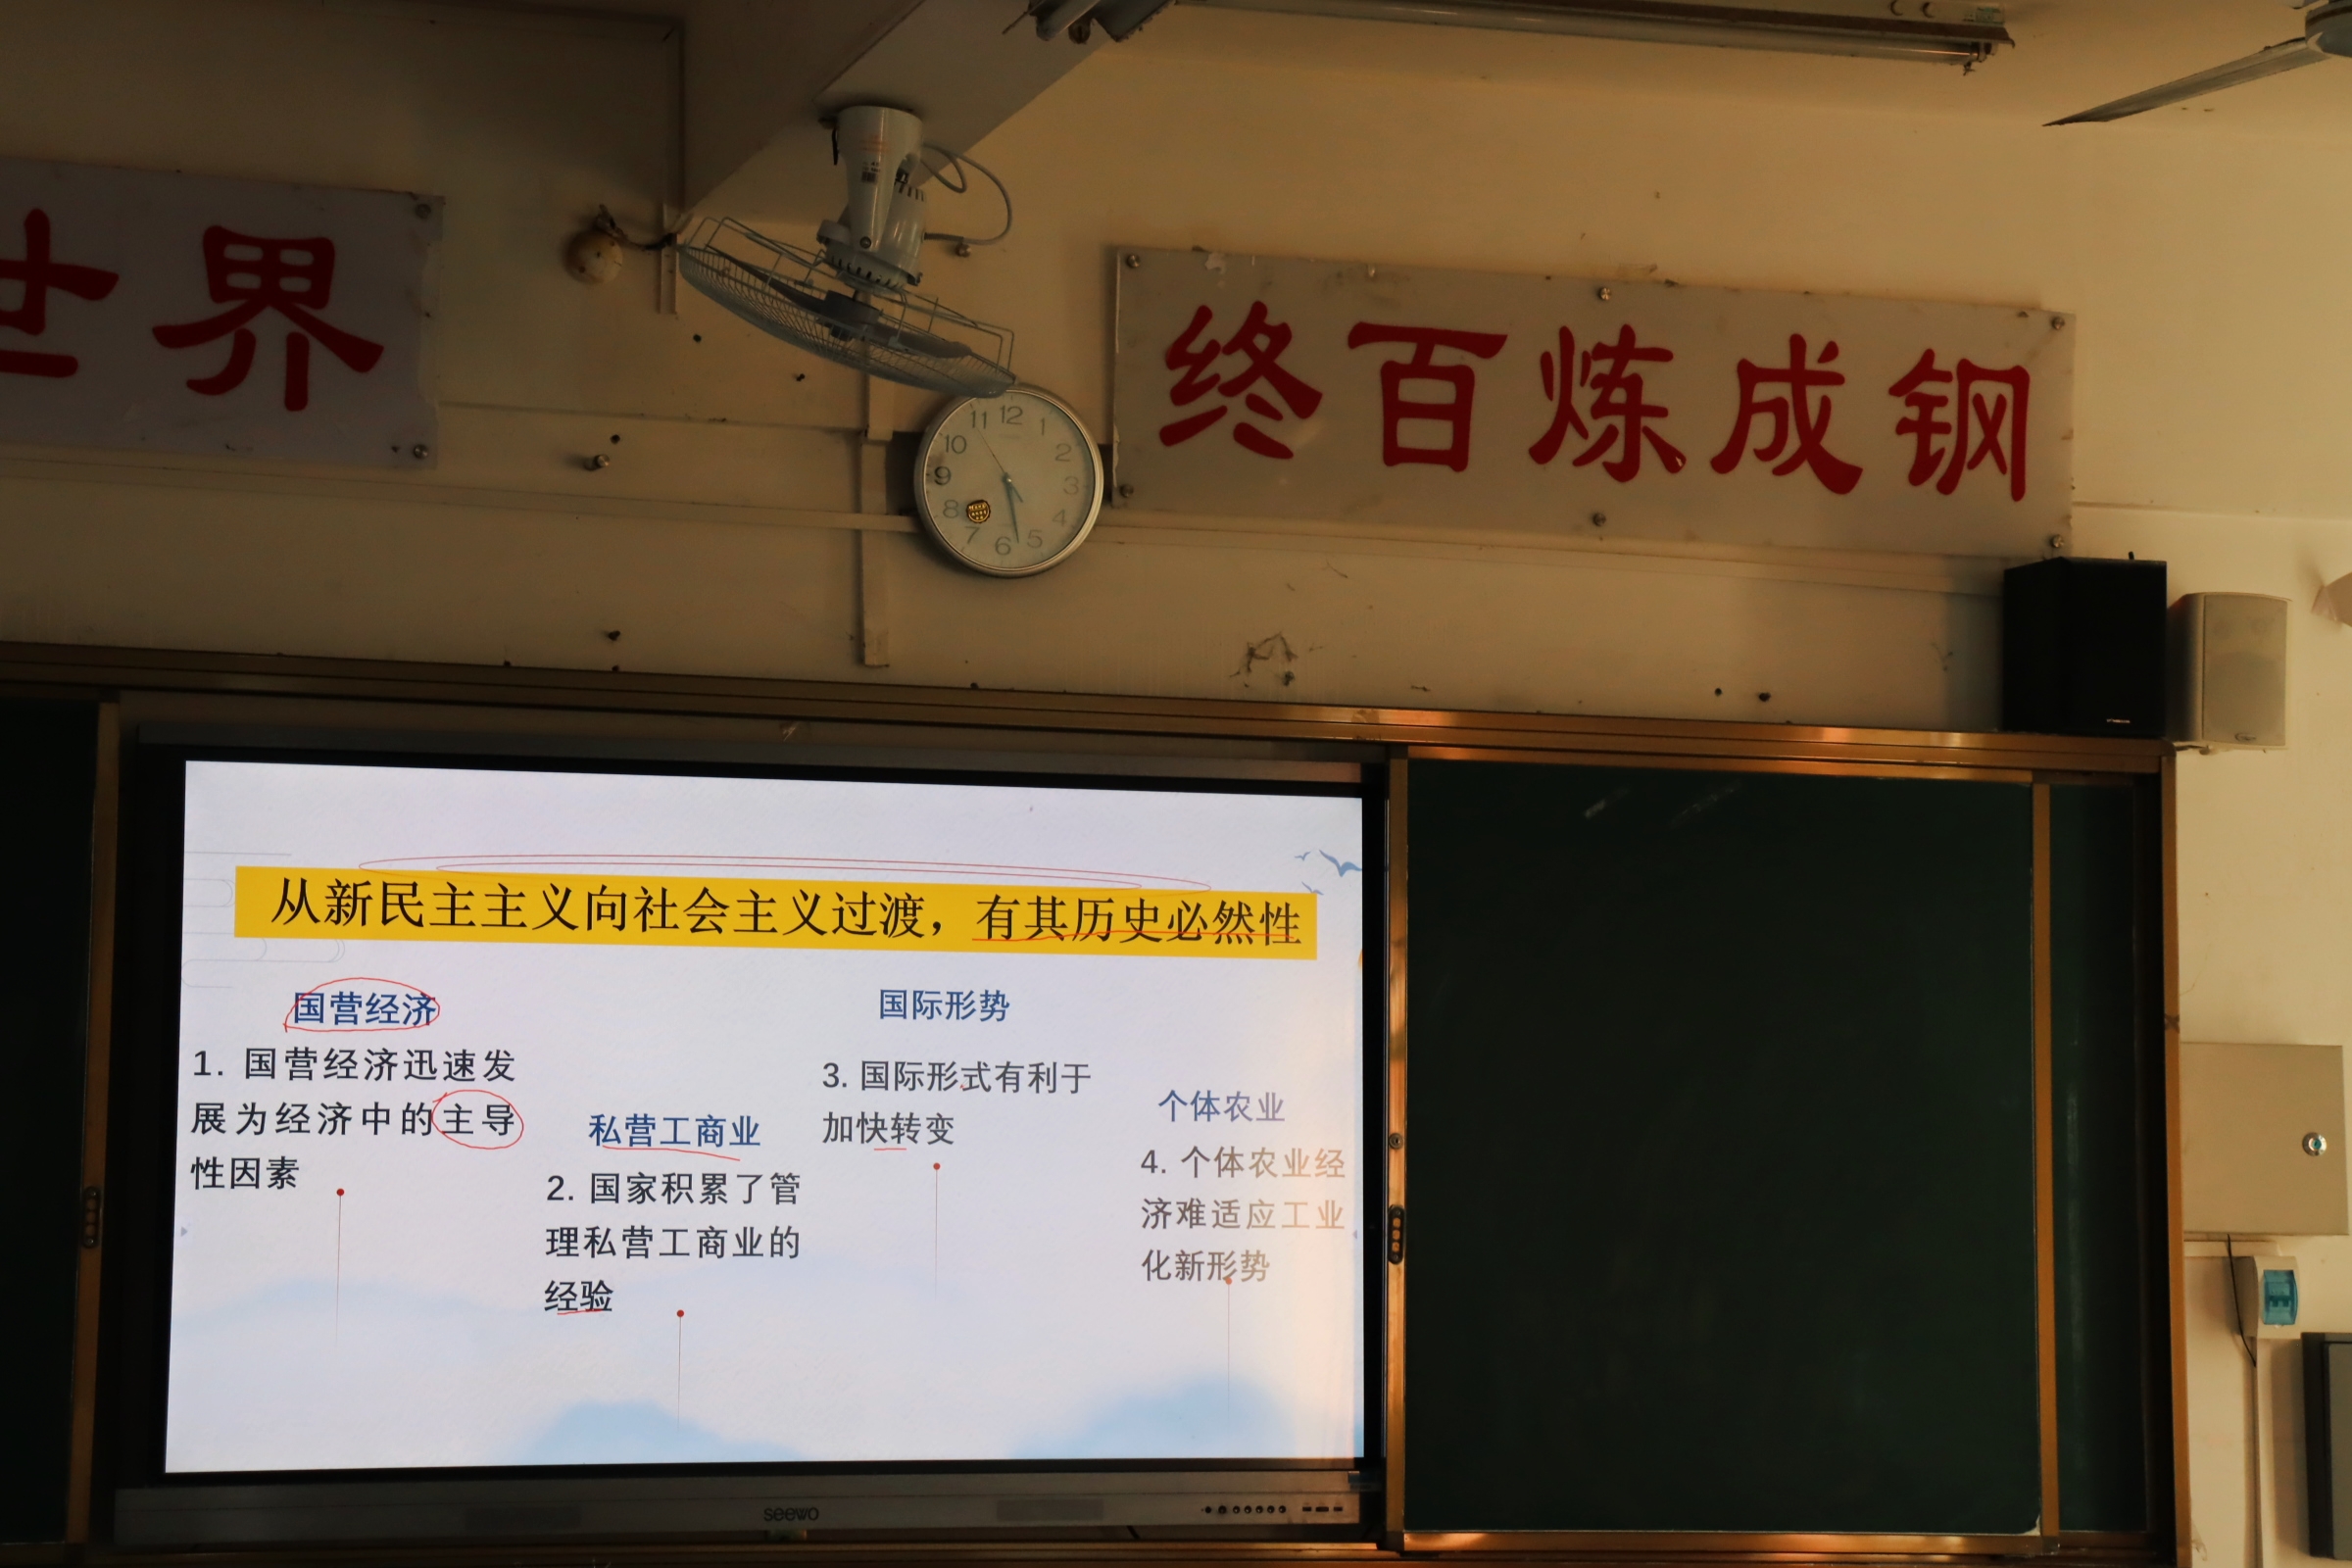 世界
终百炼成钢
12
1
2
3
4
5
6
7
8
9
10
11
从新民主主义向社会主义过渡，有其历史必然性
国营经济
1. 国营经济迅速发
展为经济中的主导
性因素
私营工商业
2. 国家积累了管
理私营工商业的
经验
国际形势
3. 国际形式有利于
加快转变
个体农业
4. 个体农业经
济难适应工业
化新形势
seewo